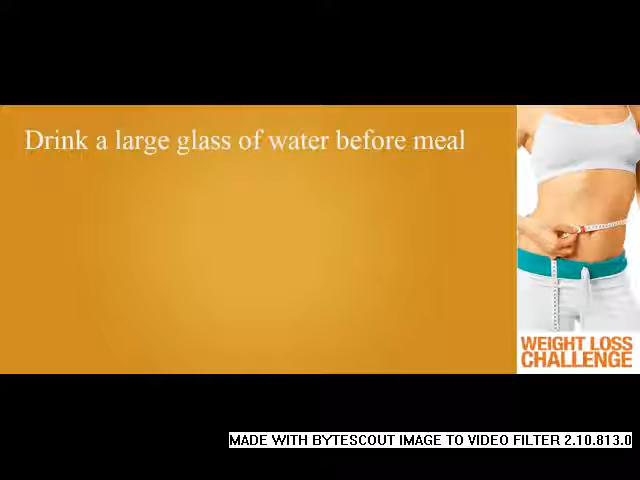 Drink a large glass of water before meal
WEIGHT LOSS
CHALLENGE
MADE WITH BYTESCOUT IMAGE TO VIDEO FILTER 2.10.813.0